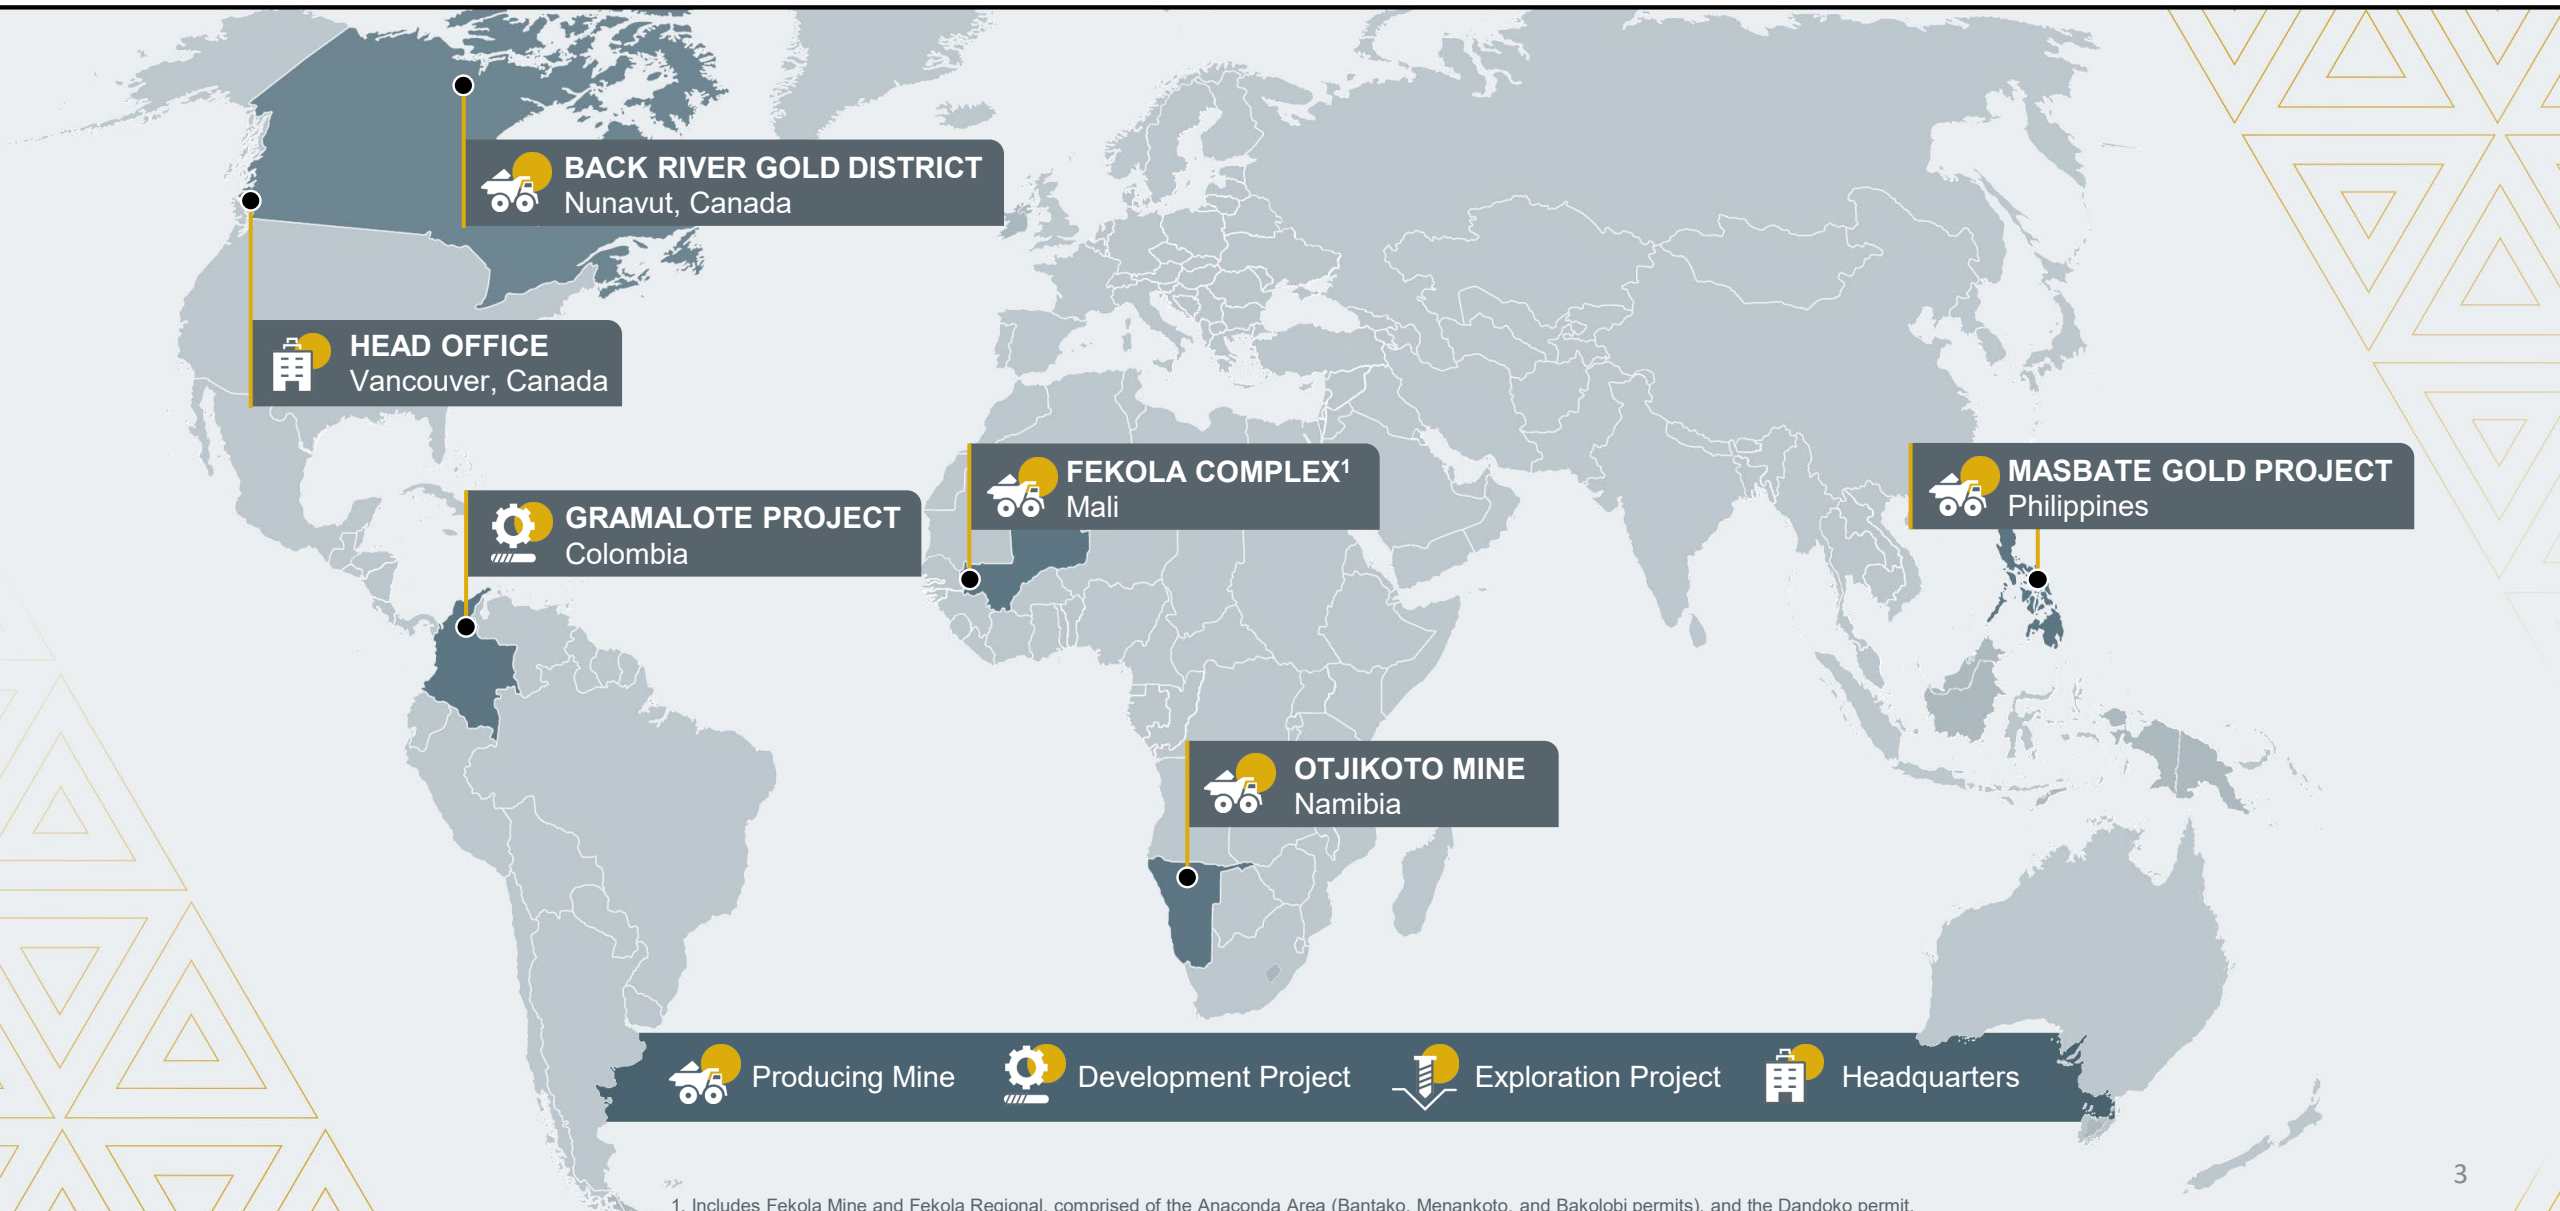 BACK RIVER GOLD DISTRICT
Nunavut, Canada
HEAD OFFICE
Vancouver, Canada
FEKOLA COMPLEX¹
Mali
MASBATE GOLD PROJECT
Philippines
GRAMALOTE PROJECT
Colombia
OTJIKOTO MINE
Namibia
Producing Mine
Development Project
Exploration Project
Headquarters
3
1. Includes Fekola Mine and Fekola Regional, comprised of the Anaconda Area (Bantako, Menankoto, and Bakolobi permits), and the Dandoko permit.